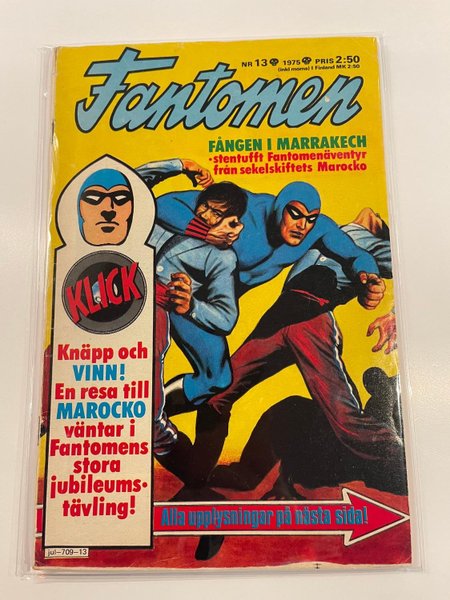 NR 13 1975 PRIS 2:50
(inkl moms) I Finland MK 2:50
Fantomen
FÅNGEN I MARRAKECH
·stentufft Fantomenäventyr
från sekelskiftets Marocko
KLICK
Knäpp och
VINN!
En resa till
MAROCKO
väntar i
Fantomens
stora
jubileums-
tävling!
Alla upplysningar på nästa sida!
jul-709-13